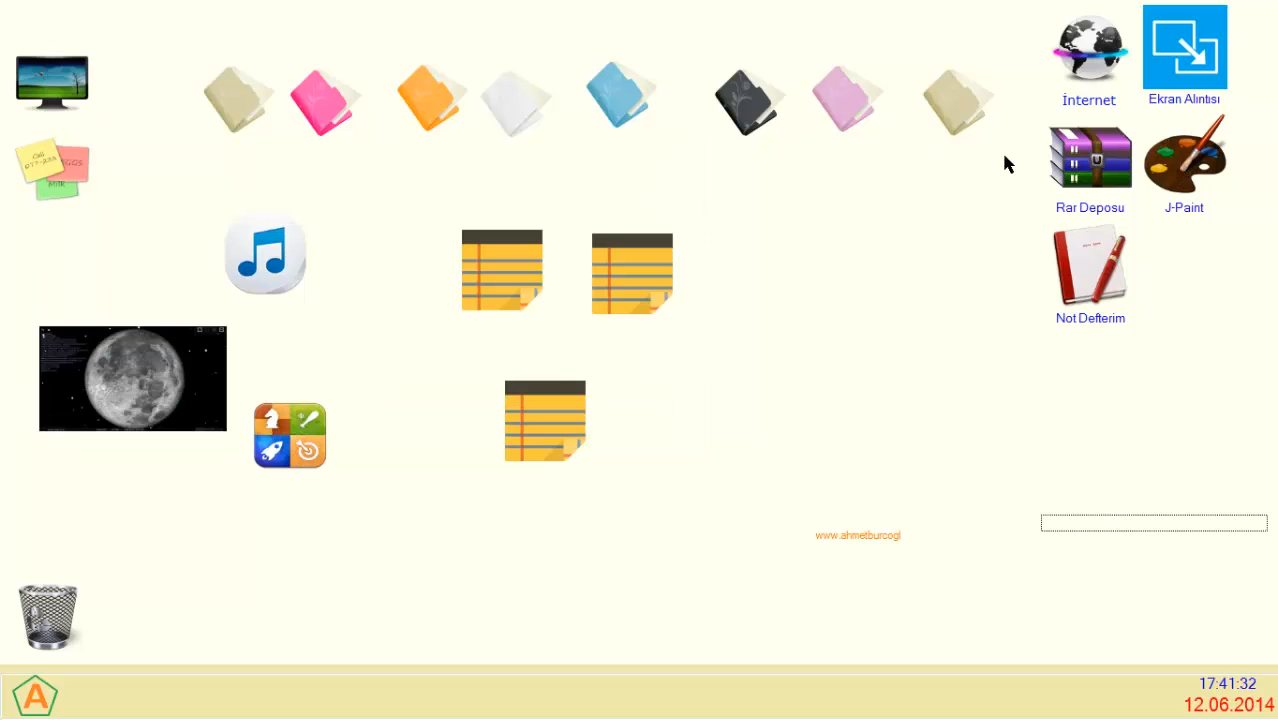 İnternet
Ekran Alıntısı
Rar Deposu
J-Paint
Not Defterim
www.ahmetburcogl
A
17:41:32
12.06.2014